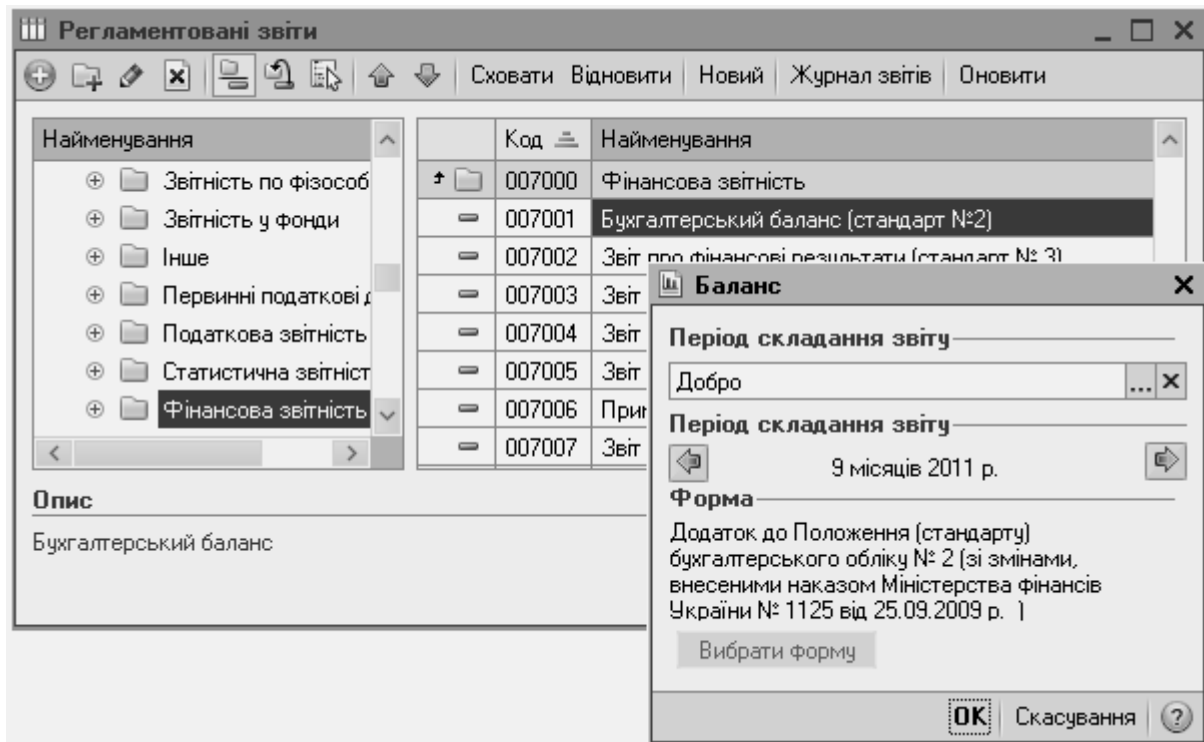 Регламентовані звіти
Сховати Відновити Новий Журнал звітів Оновити
Найменування
Звітність по фізособ
Звітність у фонди
Інше
Первинні податкові д
Податкова звітність
Статистична звітніст
Фінансова звітність
Код Найменування
007000 Фінансова звітність
007001 Бухгалтерський баланс (стандарт №2)
007002 Звіт про фінансові результати (стандарт № 3)
007003 Звіт
007004 Звіт
007005 Звіт
007006 При
007007 Звіт
Опис
Бухгалтерський баланс
Баланс
Період складання звіту
Добро
...
Період складання звіту
9 місяців 2011 р.
Форма
Додаток до Положення (стандарту)
бухгалтерського обліку № 2 (зі змінами,
внесеними наказом Міністерства фінансів
України № 1125 від 25.09.2009 р. )
Вибрати форму
OK Скасування ?